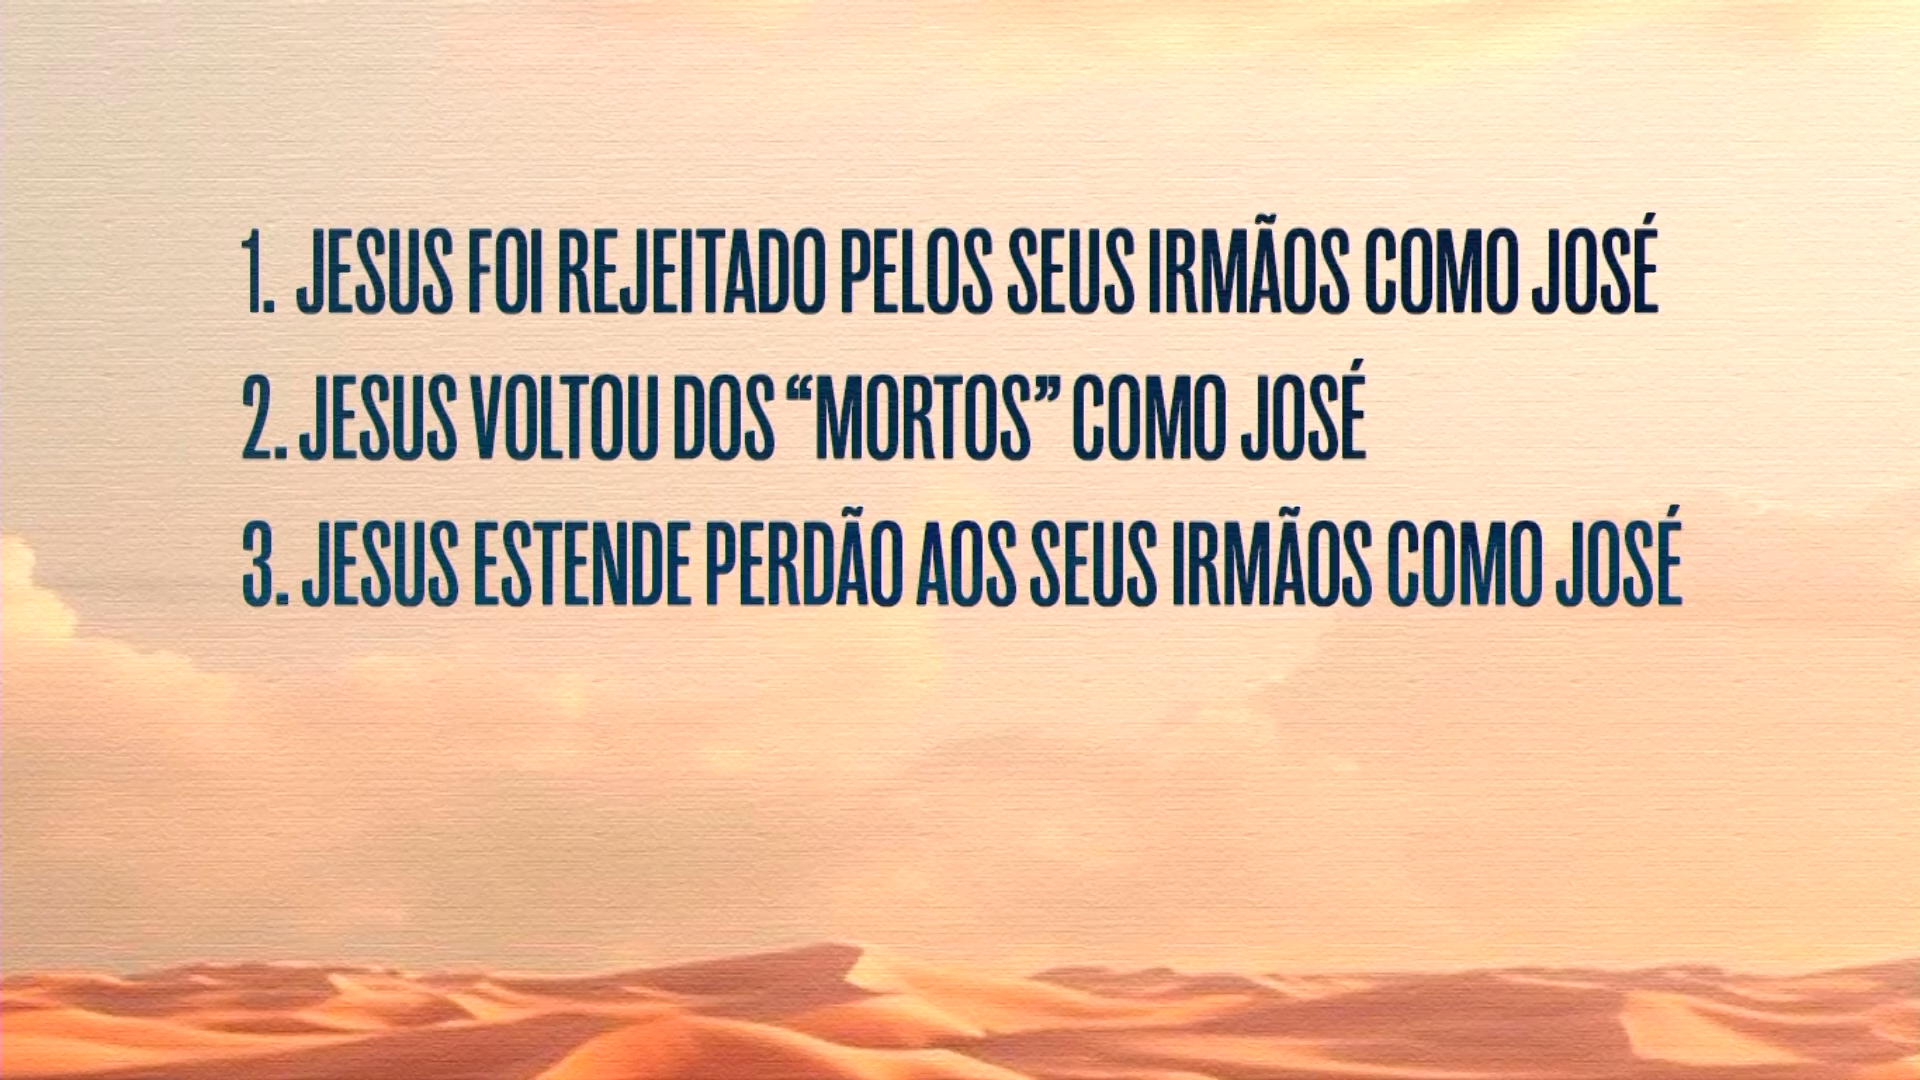 1. JESUS FOI REJEITADO PELOS SEUS IRMÃOS COMO JOSÉ
2. JESUS VOLTOU DOS “MORTOS” COMO JOSÉ
3. JESUS ESTENDE PERDÃO AOS SEUS IRMÃOS COMO JOSÉ